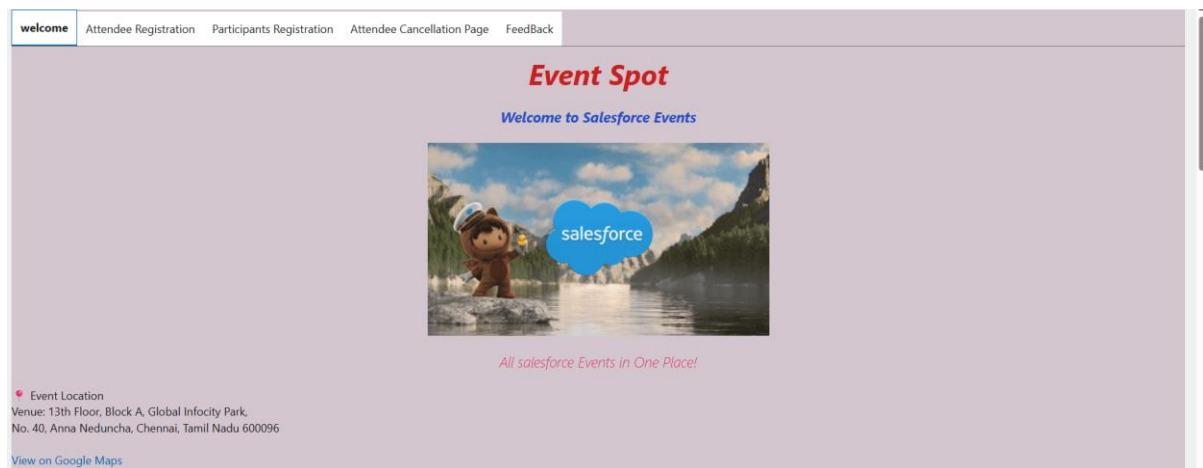 welcome Attendee Registration Participants Registration Attendee Cancellation Page FeedBack
Event Spot
Welcome to Salesforce Events
salesforce
All salesforce Events in One Place!
📍 Event Location
Venue: 13th Floor, Block A, Global Infocity Park,
No. 40, Anna Neduncha, Chennai, Tamil Nadu 600096
View on Google Maps